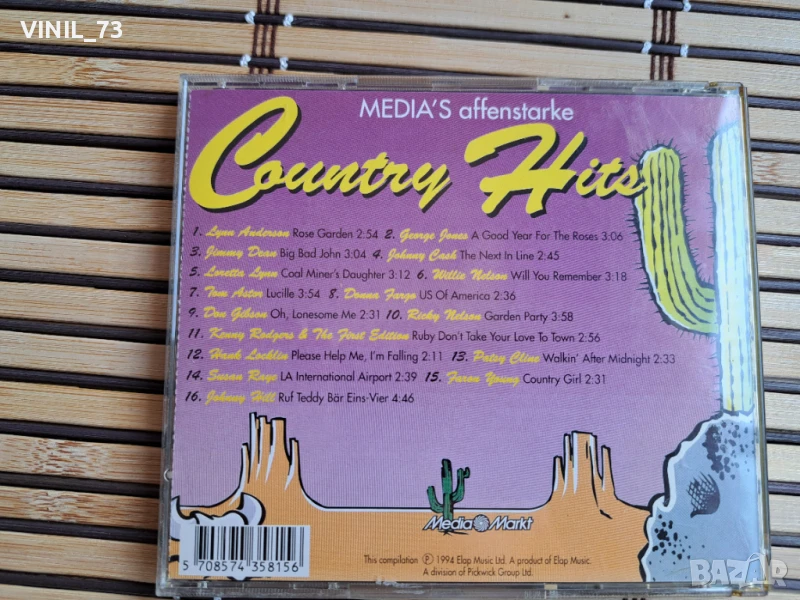 VINIL_73
MEDIA'S affenstarke
Country Hits
1. Lynn Anderson Rose Garden 2:54 2. George Jones A Good Year For The Roses 3:06
3. Jimmy Dean Big Bad John 3:04 4. Johnny Cash The Next In Line 2:45
5. Loretta Lynn Coal Miner's Daughter 3:12 6. Willie Nelson Will You Remember 3:18
7. Tom Astor Lucille 3:54 8. Donna Fargo US Of America 2:36
9. Don Gibson Oh, Lonesome Me 2:31 10. Ricky Nelson Garden Party 3:58
11. Kenny Rodgers & The First Edition Ruby Don't Take Your Love To Town 2:56
12. Hank Locklin Please Help Me, I'm Falling 2:11 13. Patsy Cline Walkin' After Midnight 2:33
14. Susan Raye LA International Airport 2:39 15. Faron Young Country Girl 2:31
16. Johnny Hill Ruf Teddy Bär Eins-Vier 4:46
Media Markt
5 708574 358156
This compilation ℗ 1994 Elap Music Ltd. A product of Elap Music.
A division of Pickwick Group Ltd.
BAZAR.BG